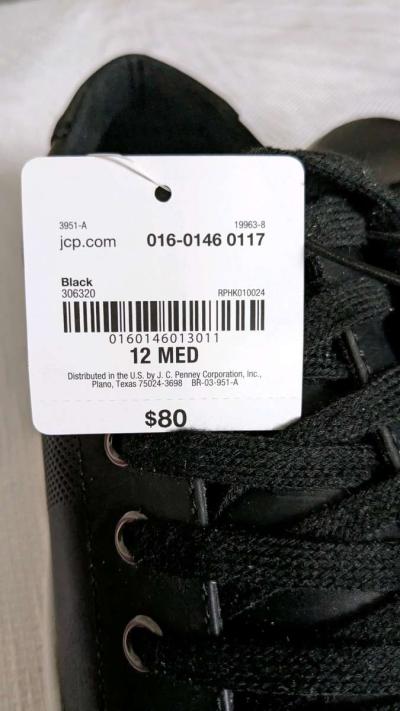 3951-A 19963-8
jcp.com 016-0146 0117
Black
306320 RPHK010024
0160146013011
12 MED
Distributed in the U.S. by J. C. Penney Corporation, Inc.,
Plano, Texas 75024-3698 BR-03-951-A
$80